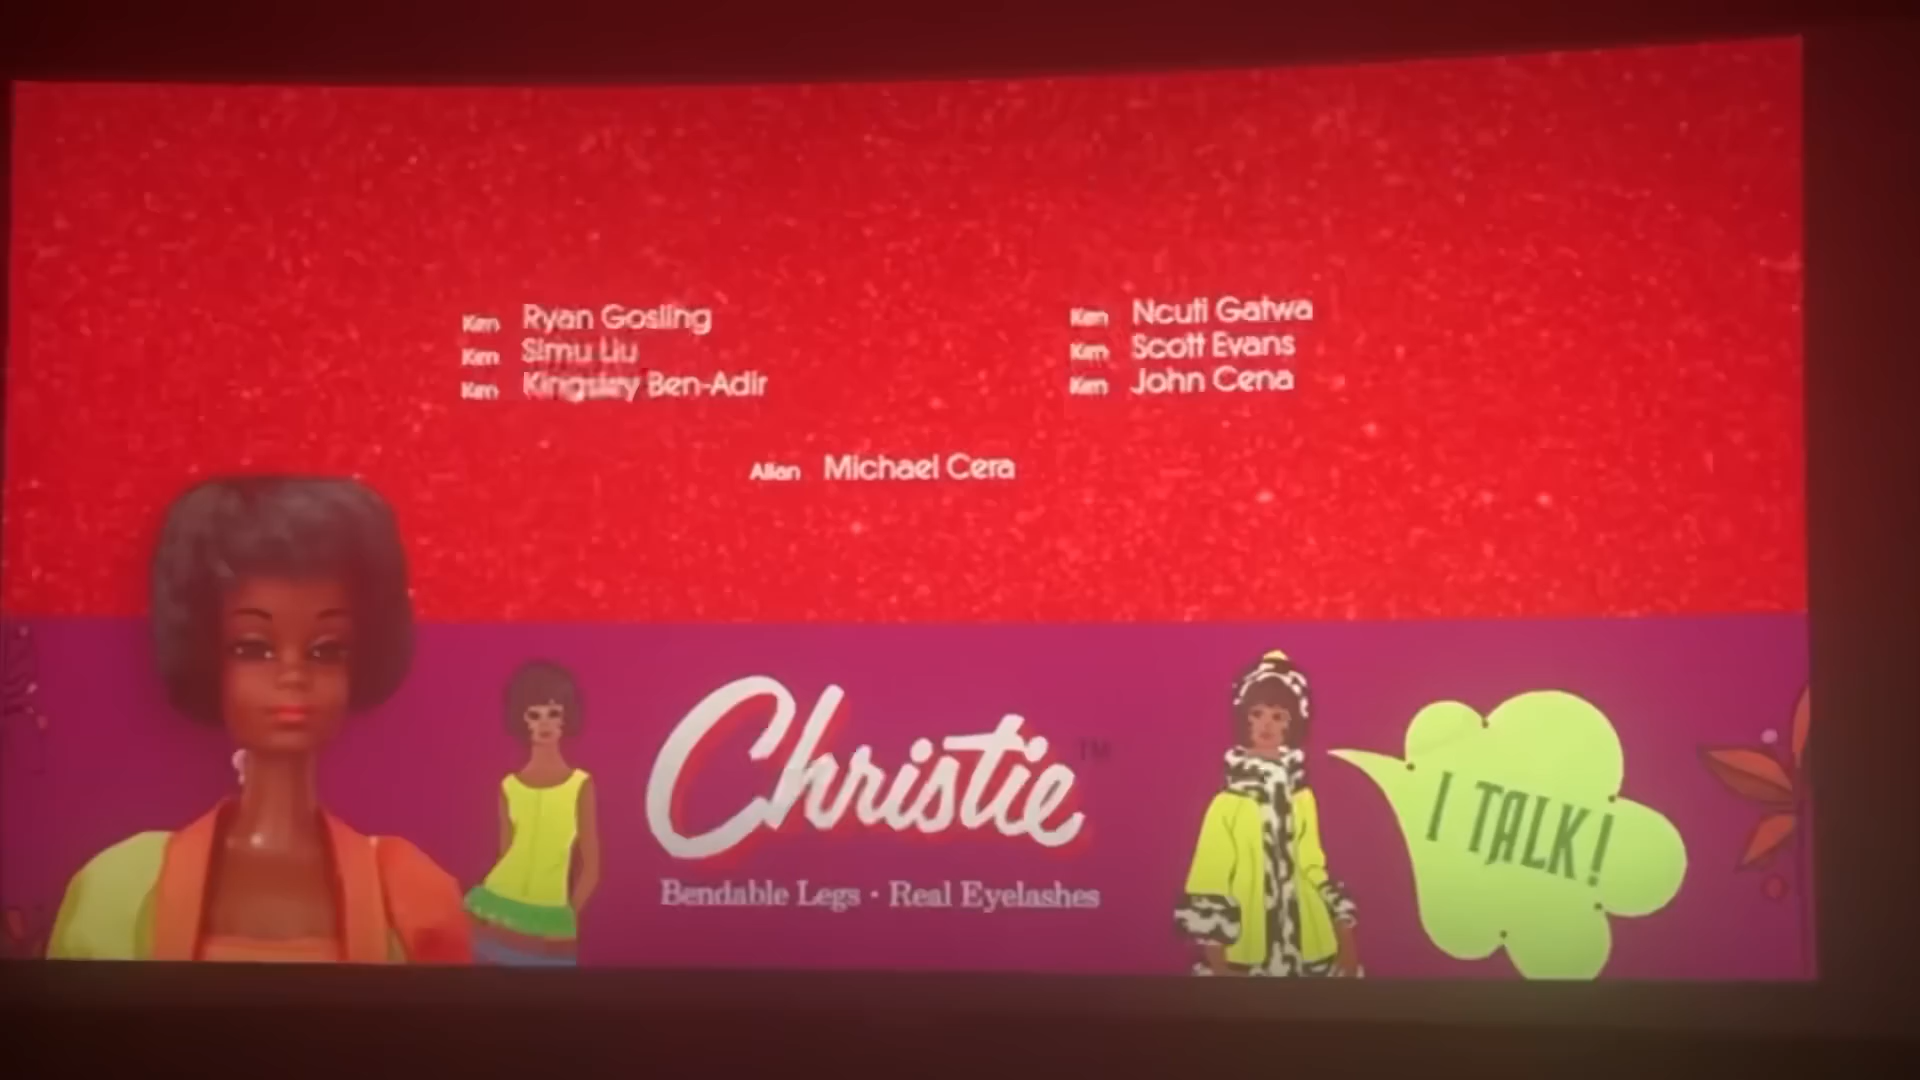 Ken Ryan Gosling
Ken Simu Liu
Ken Kingsley Ben-Adir
Ken Ncuti Gatwa
Ken Scott Evans
Ken John Cena
Allan Michael Cera
Christie TM
Bendable Legs · Real Eyelashes
I TALK!